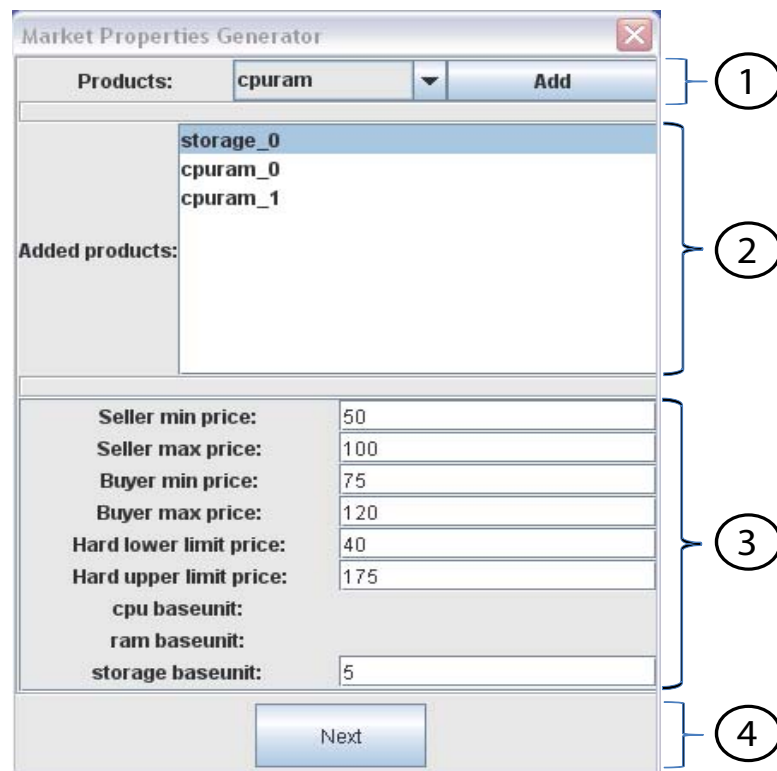 Market Properties Generator
Products: cpuram Add 1
storage_0
cpuram_0
cpuram_1
Added products: 2
Seller min price: 50
Seller max price: 100
Buyer min price: 75
Buyer max price: 120
Hard lower limit price: 40
Hard upper limit price: 175
3
cpu baseunit:
ram baseunit:
storage baseunit: 5
Next 4